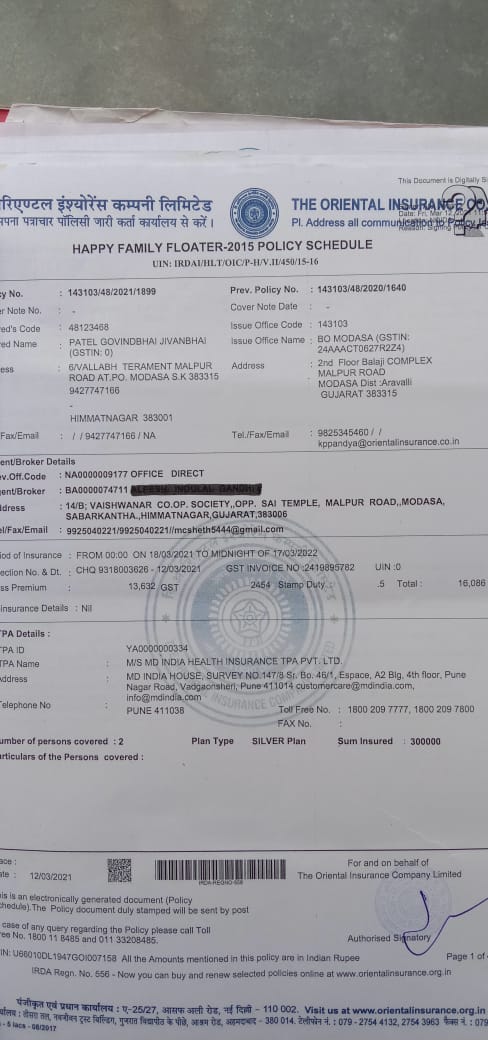 This Document is Digitally Si
रिएण्टल इंश्योरेंस कम्पनी लिमिटेड
THE ORIENTAL INSURANCE CO
पना पत्राचार पॉलिसी जारी कर्ता कार्यालय से करें ।
Pl. Address all communication to Policy
HAPPY FAMILY FLOATER-2015 POLICY SCHEDULE
UIN: IRDAI/HLT/OIC/P-H/V.II/450/15-16
cy No. : 143103/48/2021/1899 Prev. Policy No. : 143103/48/2020/1640
r Note No. : - Cover Note Date : -
red's Code : 48123468 Issue Office Code : 143103
red Name : PATEL GOVINDBHAI JIVANBHAI Issue Office Name : BO MODASA (GSTIN:
(GSTIN: 0) 24AAACT0627R2Z4)
ess : 6/VALLABH TERAMENT MALPUR Address : 2nd Floor Balaji COMPLEX
ROAD AT.PO. MODASA S.K 383315 MALPUR ROAD
9427747166 MODASA Dist :Aravalli
- GUJARAT 383315
HIMMATNAGAR 383001
Fax/Email : / / 9427747166 / NA Tel./Fax/Email : 9825345460 / /
kppandya@orientalinsurance.co.in
ent/Broker Details
v.Off.Code : NA0000009177 OFFICE DIRECT
gent/Broker : BA0000074711
ddress : 14/B; VAISHWANAR CO.OP. SOCIETY,,OPP. SAI TEMPLE, MALPUR ROAD,,MODASA,
SABARKANTHA,,HIMMATNAGAR,GUJARAT,383006
el/Fax/Email : 9925040221/9925040221//mcsheth5444@gmail.com
iod of Insurance : FROM 00:00 ON 18/03/2021 TO MIDNIGHT OF 17/03/2022
ection No. & Dt. : CHQ 9318003626 - 12/03/2021 GST INVOICE NO :2419895782 UIN :0
ss Premium : 13,632 GST 2454 Stamp Duty : .5 Total : 16,086
insurance Details : Nil
TPA Details :
TPA ID YA0000000334
TPA Name : M/S MD INDIA HEALTH INSURANCE TPA PVT. LTD.
Address : MD INDIA HOUSE, SURVEY NO.147/8 Sr. Bo. 46/1, Espace, A2 Blg, 4th floor, Pune
Nagar Road, Vadgaonsheri, Pune 411014 customercare@mdindia.com,
info@mdindia.com
elephone No : PUNE 411038 Toll Free No. : 1800 209 7777, 1800 209 7800
FAX No. :
umber of persons covered : 2 Plan Type SILVER Plan Sum Insured : 300000
articulars of the Persons covered :
ace :
ate : 12/03/2021
IRDA-REGNO-556
For and on behalf of
The Oriental Insurance Company Limited
is is an electronically generated document (Policy
chedule).The Policy document duly stamped will be sent by post
case of any query regarding the Policy please call Toll
ee No. 1800 11 8485 and 011 33208485.
Authorised Signatory
IN: U66010DL1947GOI007158 All the Amounts mentioned in this policy are in Indian Rupee Page 1 of
IRDA Regn. No. 556 - Now you can buy and renew selected policies online at www.orientalinsurance.org.in
पंजीकृत एवं प्रधान कार्यालय : ए-25/27, आसफ अली रोड, नई दिल्ली - 110 002. Visit us at www.orientalinsurance.org.in
र्यालय : तीसरा तल, नवजीवन ट्रस्ट बिल्डिंग, गुजरात विद्यापीठ के पीछे, आश्रम रोड, अहमदाबाद - 380 014. टेलीफोन नं. : 079 - 2754 4132, 2754 3963 फैक्स नं. : 079
- 5 lacs - 06/2017